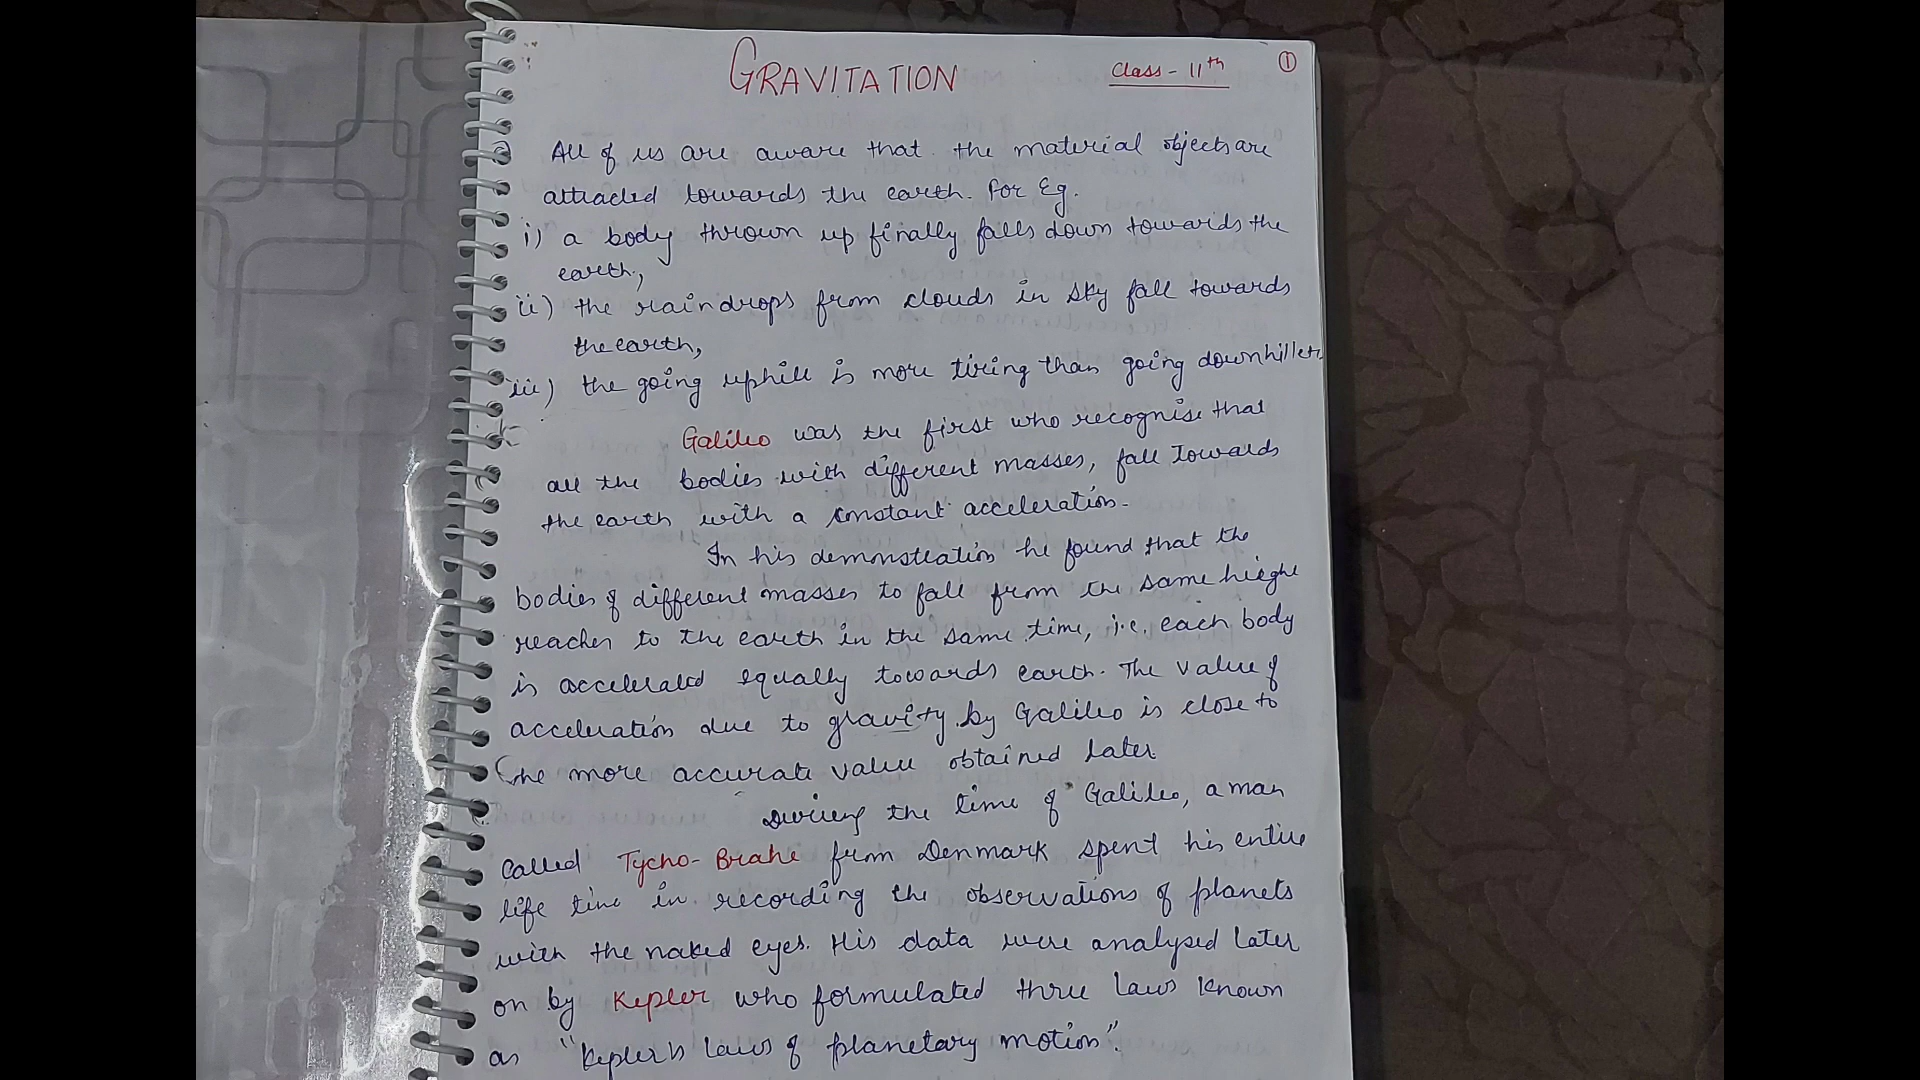 GRAVITATION Class - 11th 1
All of us are aware that the material objects are
attracted towards the earth. For Eg.
i) a body thrown up finally falls down towards the
earth,
ii) the raindrops from clouds in sky fall towards
the earth,
iii) the going uphill is more tiring than going downhill etc.
Galileo was the first who recognise that
all the bodies with different masses, fall towards
the earth with a constant acceleration.
In his demonstration he found that the
bodies of different masses to fall from the same hieght
reaches to the earth in the same time, i.e. each body
is accelerated equally towards earth. The value of
acceleration due to gravity by Galileo is close to
the more accurate value obtained later
During the time of Galileo, a man
called Tycho-Brahe from Denmark spent his entire
life time in recording the observations of planets
with the naked eyes. His data were analysed later
on by Kepler who formulated three laws known
as "Kepler's laws of planetary motion".